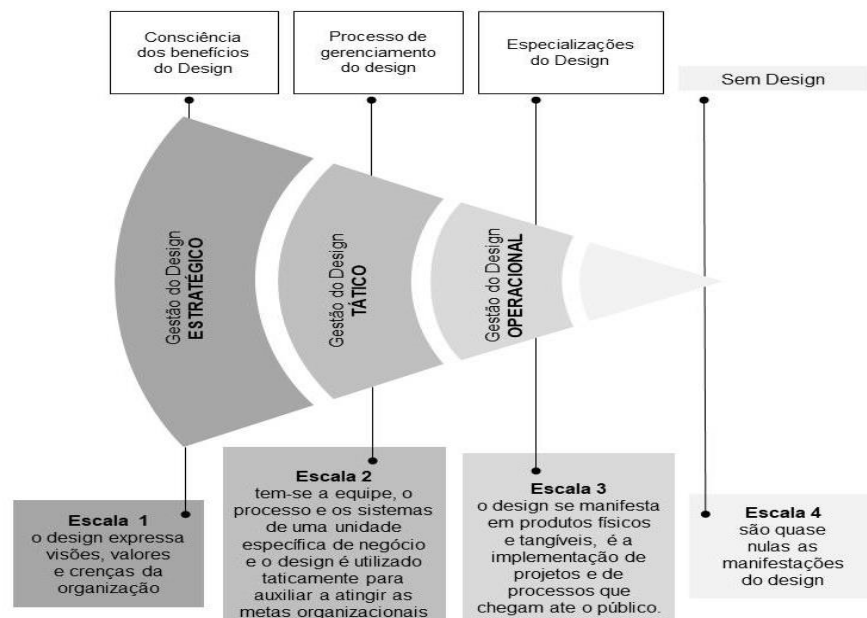 Consciência
dos benefícios
do Design
Processo de
gerenciamento
do design
Especializações
do Design
Sem Design
Gestão do Design
ESTRATÉGICO
Gestão do Design
TÁTICO
Gestão do Design
OPERACIONAL
Escala 1
o design expressa
visões, valores
e crenças da
organização
Escala 2
tem-se a equipe, o
processo e os sistemas
de uma unidade
específica de negócio
e o design é utilizado
taticamente para
auxiliar a atingir as
metas organizacionais
Escala 3
o design se manifesta
em produtos físicos
e tangíveis, é a
implementação de
projetos e de
processos que
chegam ate o público.
Escala 4
são quase
nulas as
manifestações
do design